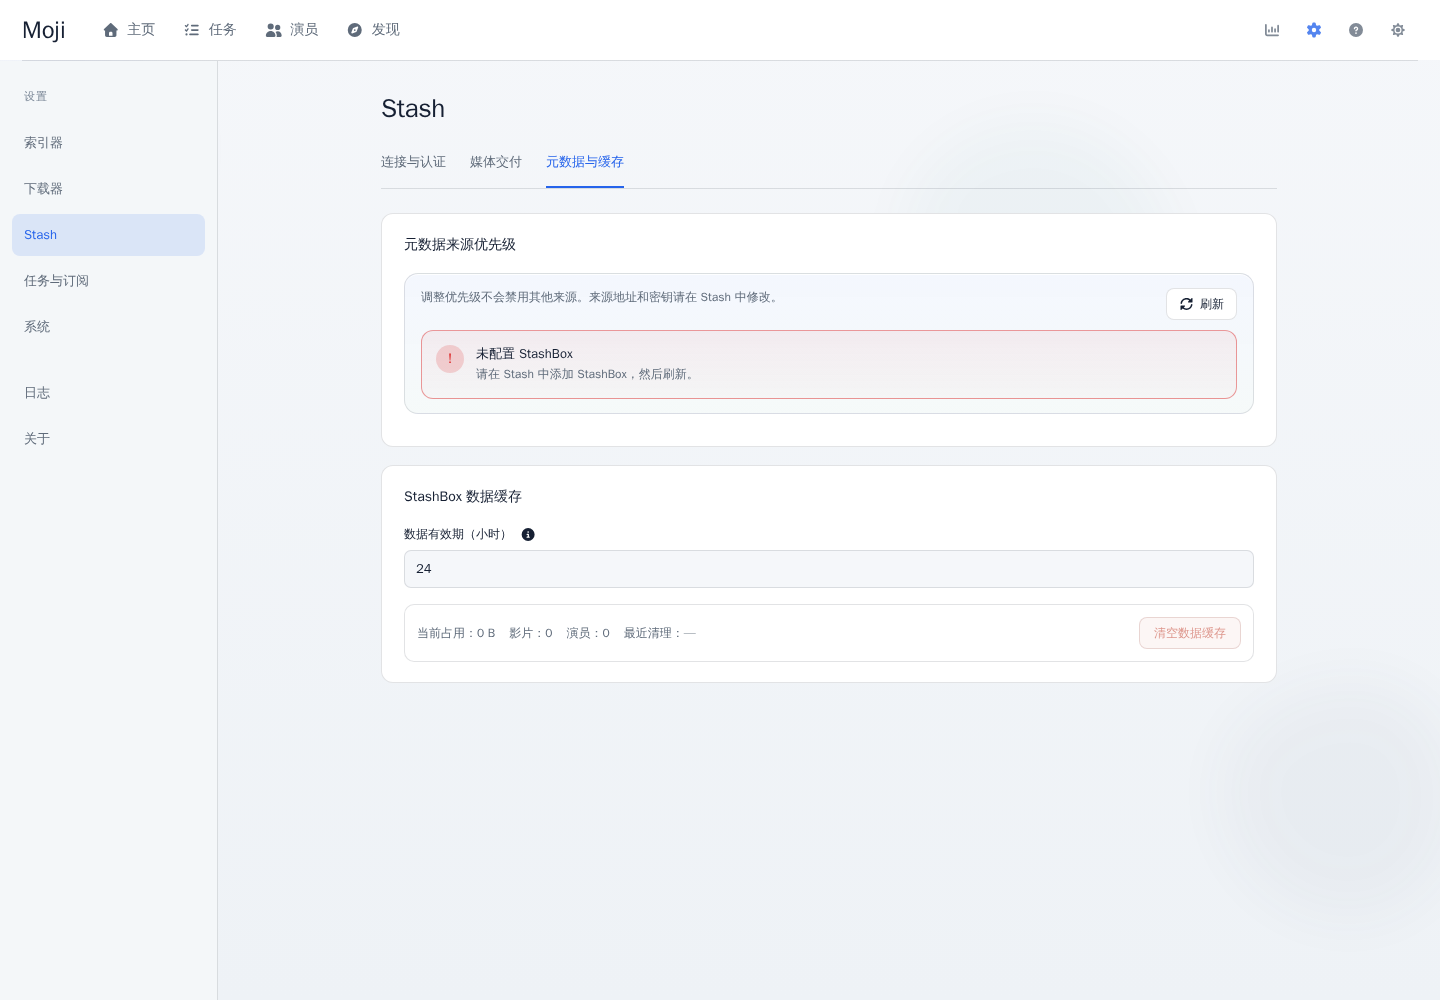 Moji
主页
任务
演员
发现
设置
索引器
下载器
Stash
任务与订阅
系统
日志
关于
Stash
连接与认证
媒体交付
元数据与缓存
元数据来源优先级
调整优先级不会禁用其他来源。来源地址和密钥请在 Stash 中修改。
刷新
未配置 StashBox
请在 Stash 中添加 StashBox，然后刷新。
StashBox 数据缓存
数据有效期（小时）
24
当前占用：0 B 影片：0 演员：0 最近清理：—
清空数据缓存